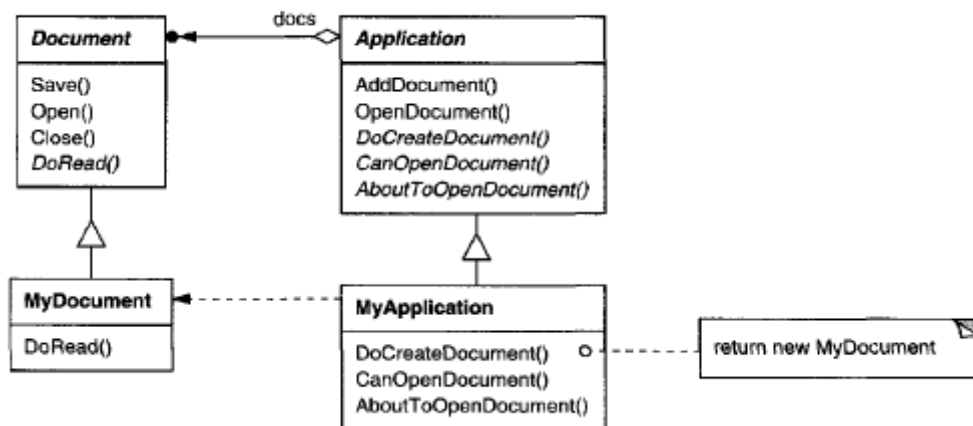 docs
Document
Save()
Open()
Close()
DoRead()
Application
AddDocument()
OpenDocument()
DoCreateDocument()
CanOpenDocument()
AboutToOpenDocument()
MyDocument
DoRead()
MyApplication
DoCreateDocument()
CanOpenDocument()
AboutToOpenDocument()
return new MyDocument